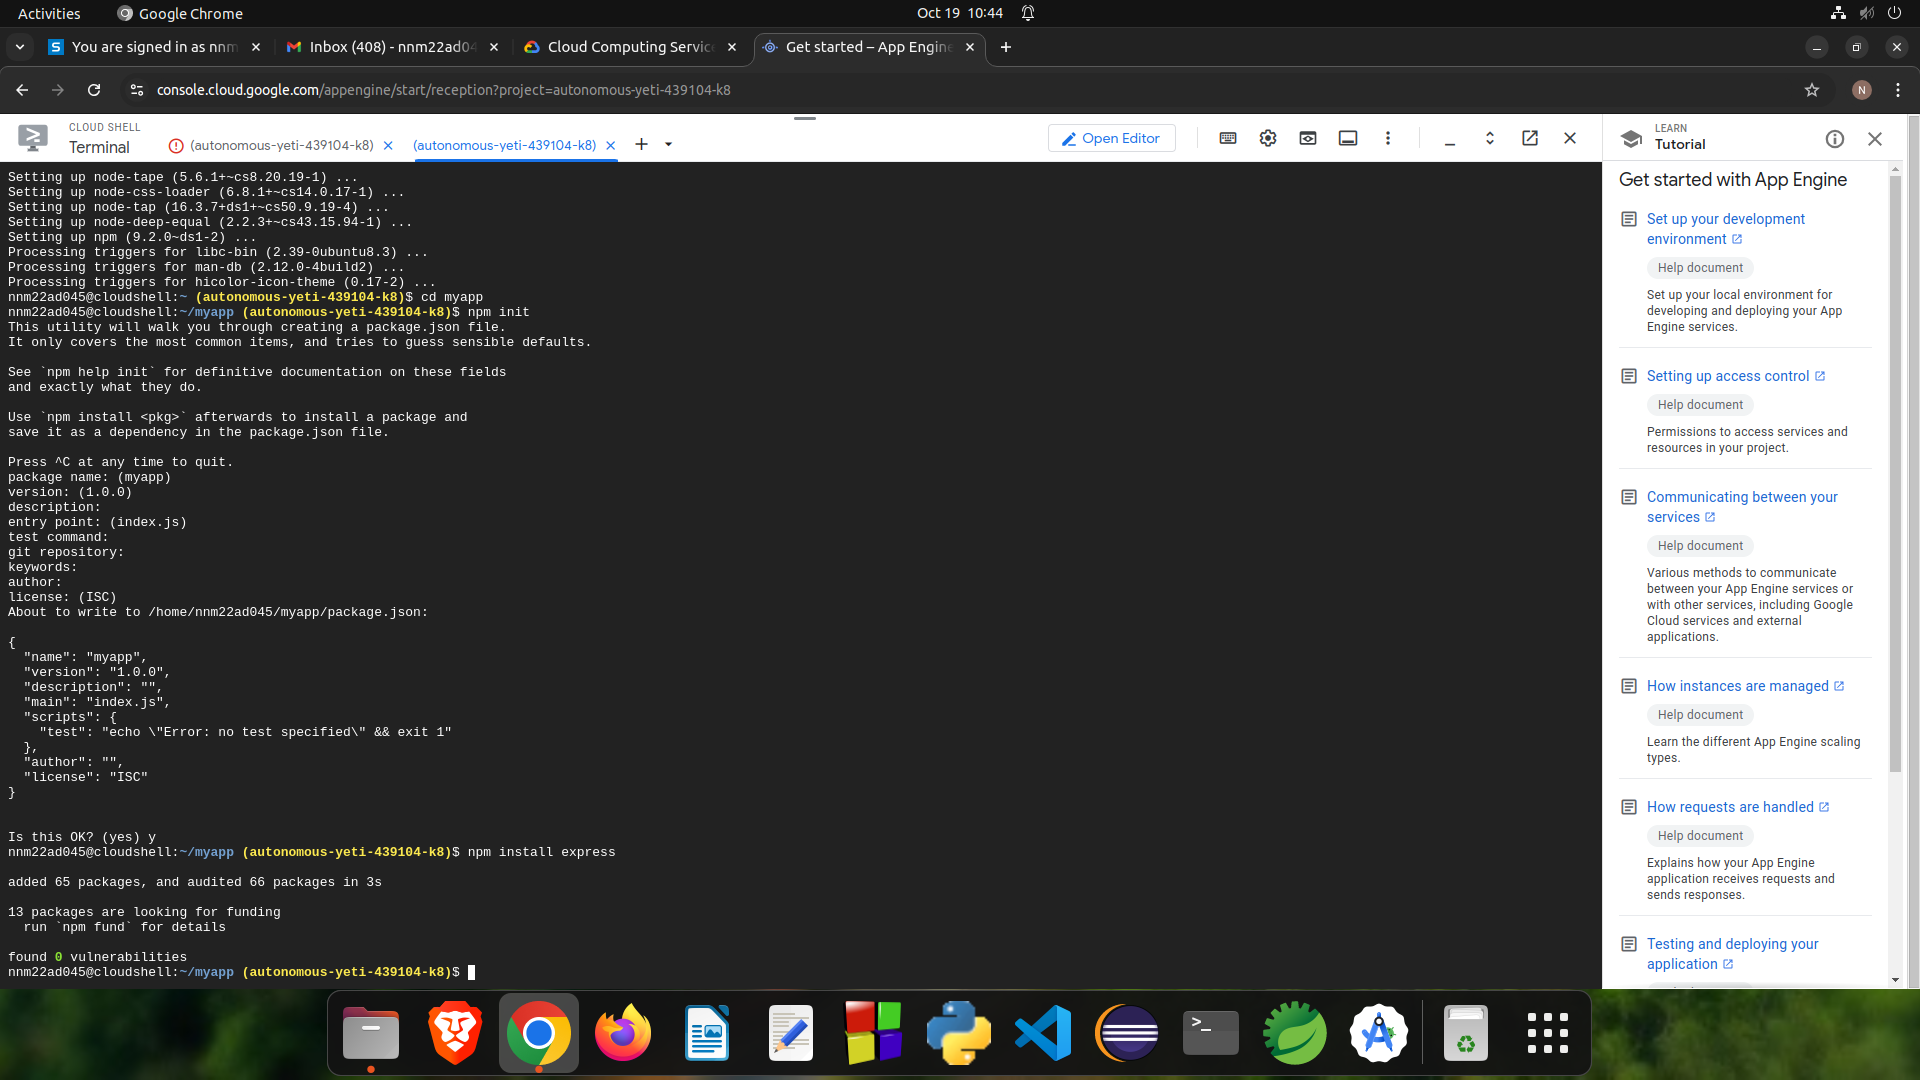 Activities
Google Chrome
Oct 19 10:44
You are signed in as nnm
Inbox (408) - nnm22ad04
Cloud Computing Service
Get started – App Engine
console.cloud.google.com/appengine/start/reception?project=autonomous-yeti-439104-k8
N
CLOUD SHELL
Terminal
(autonomous-yeti-439104-k8)
(autonomous-yeti-439104-k8)
Open Editor
Setting up node-tape (5.6.1+~cs8.20.19-1) ...
Setting up node-css-loader (6.8.1+~cs14.0.17-1) ...
Setting up node-tap (16.3.7+ds1+~cs50.9.19-4) ...
Setting up node-deep-equal (2.2.3+~cs43.15.94-1) ...
Setting up npm (9.2.0~ds1-2) ...
Processing triggers for libc-bin (2.39-0ubuntu8.3) ...
Processing triggers for man-db (2.12.0-4build2) ...
Processing triggers for hicolor-icon-theme (0.17-2) ...
nnm22ad045@cloudshell:~ (autonomous-yeti-439104-k8)$ cd myapp
nnm22ad045@cloudshell:~/myapp (autonomous-yeti-439104-k8)$ npm init
This utility will walk you through creating a package.json file.
It only covers the most common items, and tries to guess sensible defaults.
See `npm help init` for definitive documentation on these fields
and exactly what they do.
Use `npm install <pkg>` afterwards to install a package and
save it as a dependency in the package.json file.
Press ^C at any time to quit.
package name: (myapp)
version: (1.0.0)
description:
entry point: (index.js)
test command:
git repository:
keywords:
author:
license: (ISC)
About to write to /home/nnm22ad045/myapp/package.json:
{
"name": "myapp",
"version": "1.0.0",
"description": "",
"main": "index.js",
"scripts": {
"test": "echo \"Error: no test specified\" && exit 1"
},
"author": "",
"license": "ISC"
}
Is this OK? (yes) y
nnm22ad045@cloudshell:~/myapp (autonomous-yeti-439104-k8)$ npm install express
added 65 packages, and audited 66 packages in 3s
13 packages are looking for funding
run `npm fund` for details
found 0 vulnerabilities
nnm22ad045@cloudshell:~/myapp (autonomous-yeti-439104-k8)$
LEARN
Tutorial
Get started with App Engine
Set up your development
environment
Help document
Set up your local environment for
developing and deploying your App
Engine services.
Setting up access control
Help document
Permissions to access services and
resources in your project.
Communicating between your
services
Help document
Various methods to communicate
between your App Engine services or
with other services, including Google
Cloud services and external
applications.
How instances are managed
Help document
Learn the different App Engine scaling
types.
How requests are handled
Help document
Explains how your App Engine
application receives requests and
sends responses.
Testing and deploying your
application